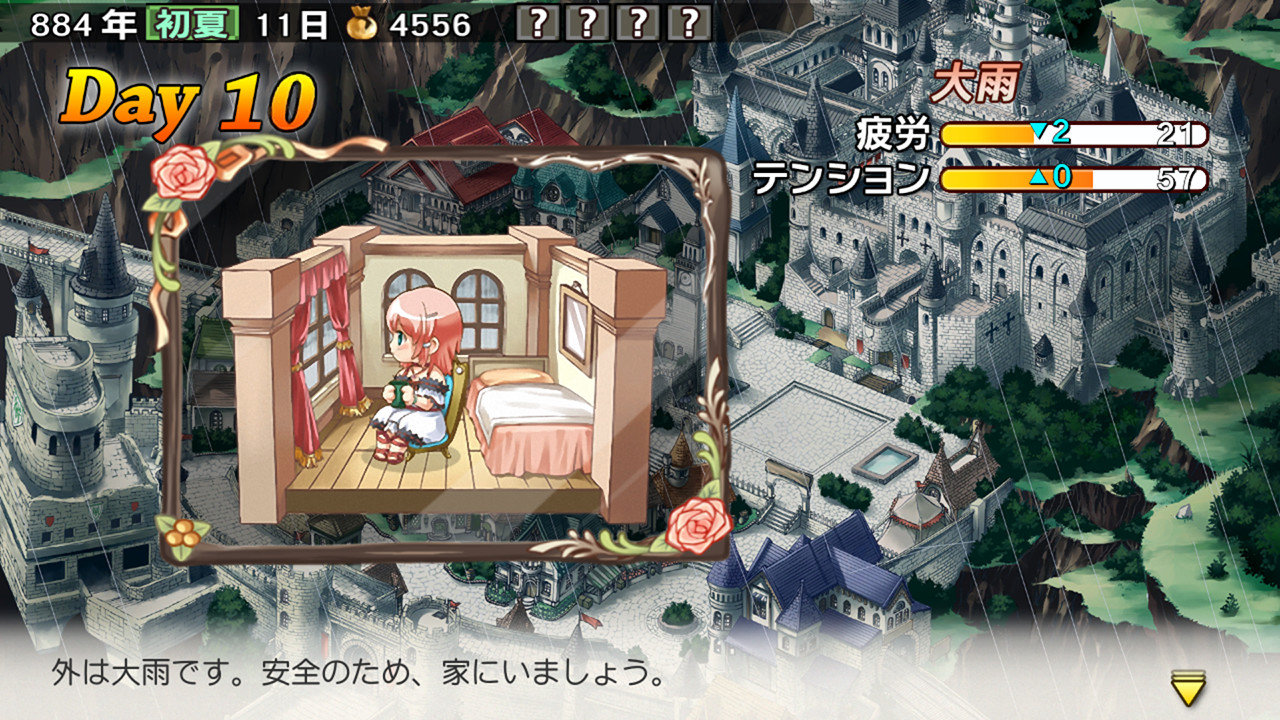 884年 初夏 11日 4556 ? ? ? ?
Day 10
大雨
疲労 ▼2 21
テンション ▲0 57
外は大雨です。安全のため、家にいましょう。